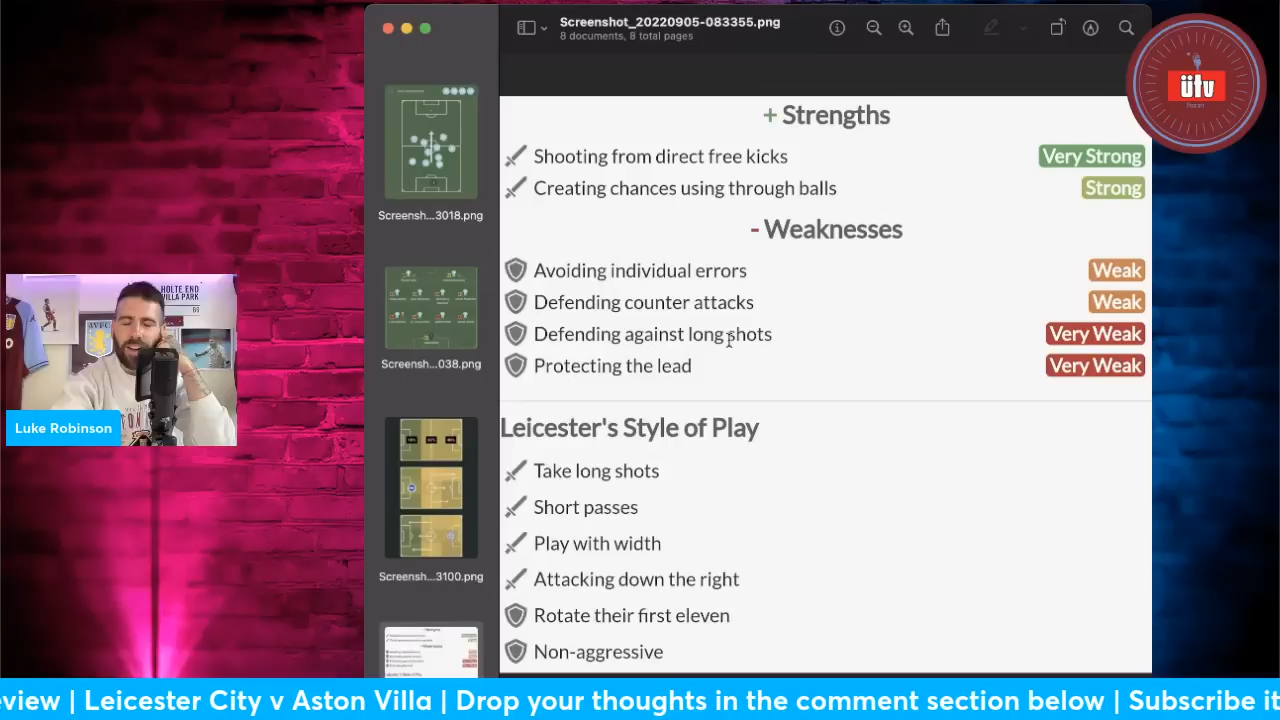 Screenshot_20220905-083355.png
8 documents, 8 total pages
ütv
+ Strengths
Shooting from direct free kicks Very Strong
Creating chances using through balls Strong
- Weaknesses
Avoiding individual errors Weak
Defending counter attacks Weak
Defending against long shots Very Weak
Protecting the lead Very Weak
Leicester's Style of Play
Take long shots
Short passes
Play with width
Attacking down the right
Rotate their first eleven
Non-aggressive
Screensh...3018.png
Screensh...038.png
Screensh...3100.png
HOLTE END
VILLA PARK
AVFC
Luke Robinson
eview | Leicester City v Aston Villa | Drop your thoughts in the comment section below | Subscribe it